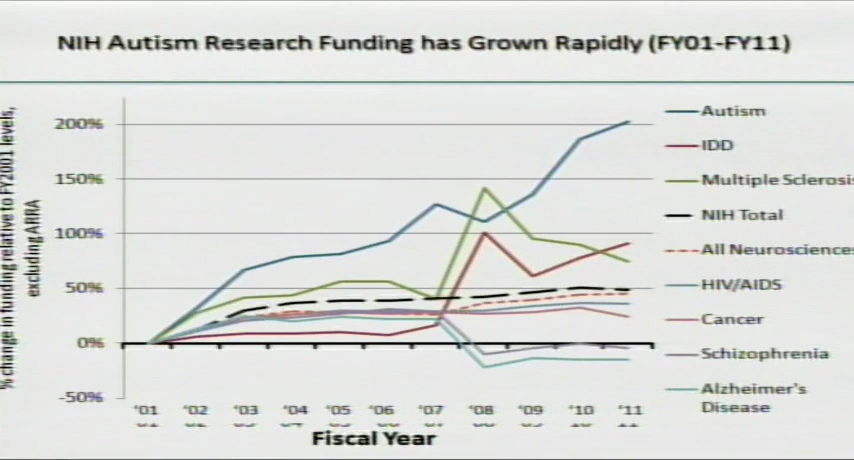 NIH Autism Research Funding has Grown Rapidly (FY01-FY11)
% change in funding relative to FY2001 levels,
excluding ARRA
200%
150%
100%
50%
0%
-50%
'01 '02 '03 '04 '05 '06 '07 '08 '09 '10 '11
Fiscal Year
Autism
IDD
Multiple Sclerosis
NIH Total
All Neurosciences
HIV/AIDS
Cancer
Schizophrenia
Alzheimer's
Disease